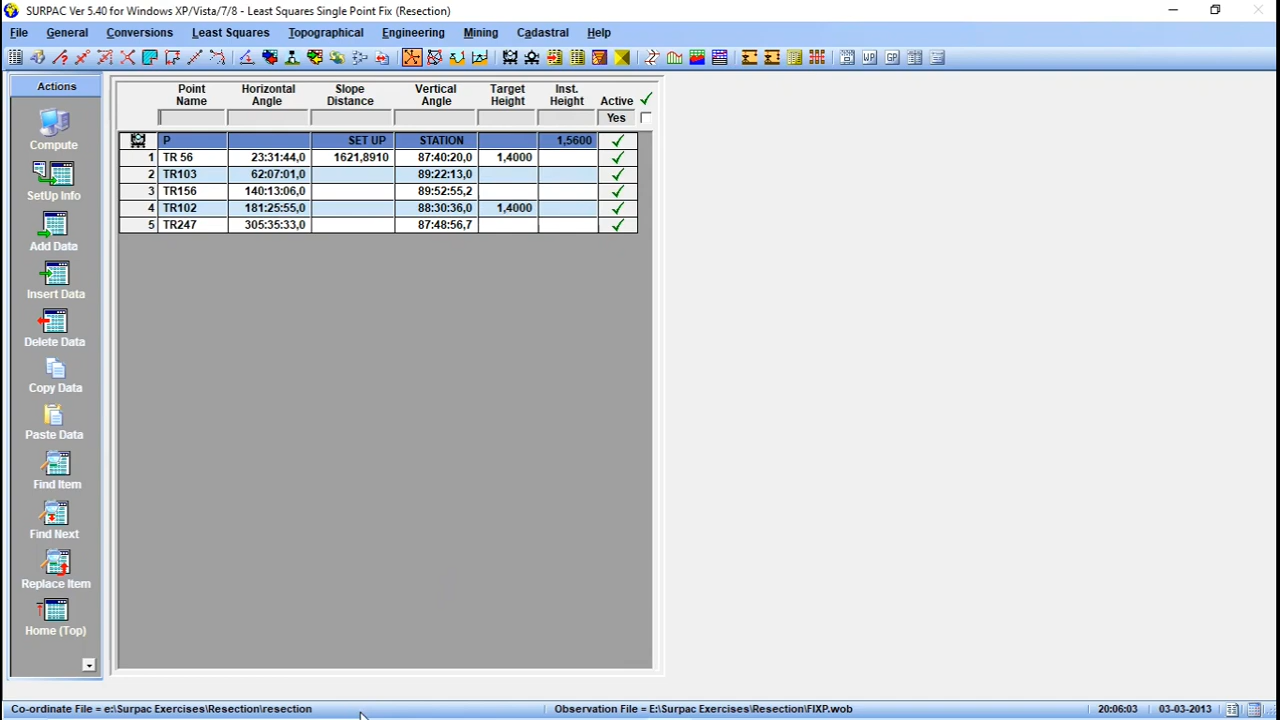 SURPAC Ver 5.40 for Windows XP/Vista/7/8 - Least Squares Single Point Fix (Resection)
File General Conversions Least Squares Topographical Engineering Mining Cadastral Help
WP GP
Actions
Compute
SetUp Info
Add Data
Insert Data
Delete Data
Copy Data
Paste Data
Find Item
Find Next
Replace Item
Home (Top)
Point Name Horizontal Angle Slope Distance Vertical Angle Target Height Inst. Height Active
Yes
P SET UP STATION 1,5600
1 TR 56 23:31:44,0 1621,8910 87:40:20,0 1,4000
2 TR103 62:07:01,0 89:22:13,0
3 TR156 140:13:06,0 89:52:55,2
4 TR102 181:25:55,0 88:30:36,0 1,4000
5 TR247 305:35:33,0 87:48:56,7
Co-ordinate File = e:\Surpac Exercises\Resection\resection Observation File = E:\Surpac Exercises\Resection\FIXP.wob 20:06:03 03-03-2013